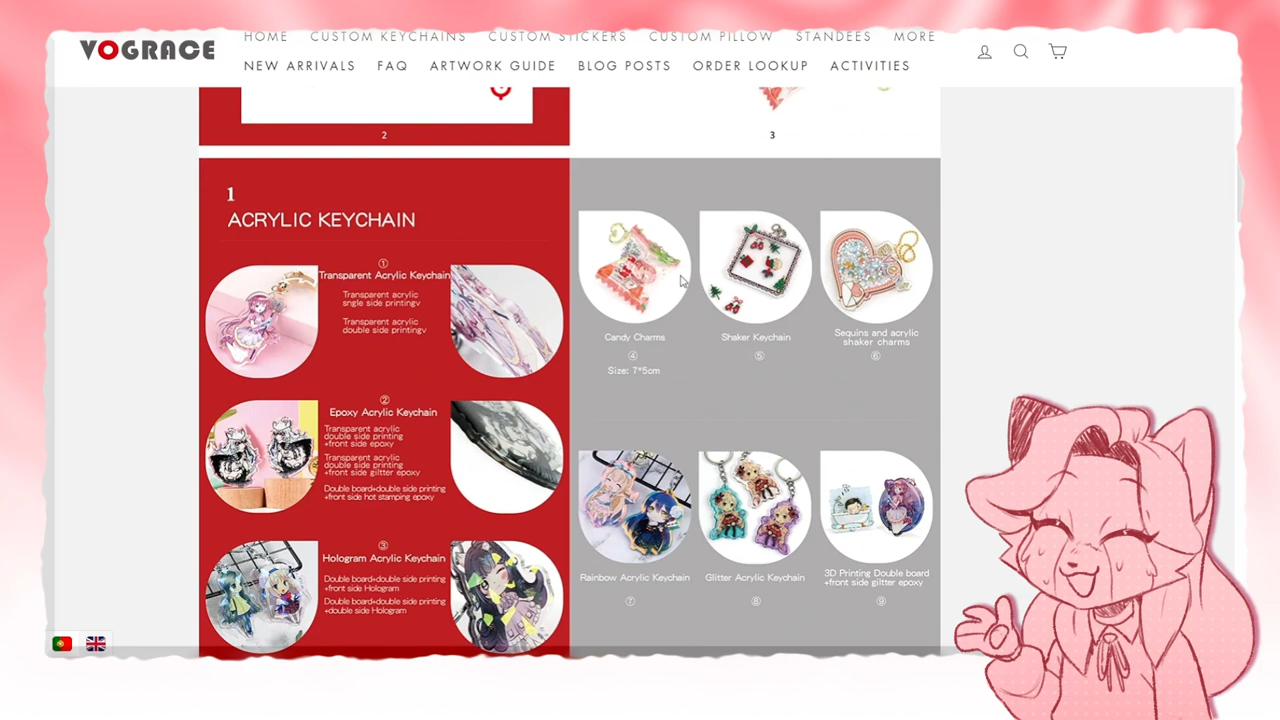 VOGRACE
HOME CUSTOM KEYCHAINS CUSTOM STICKERS CUSTOM PILLOW STANDEES MORE
NEW ARRIVALS FAQ ARTWORK GUIDE BLOG POSTS ORDER LOOKUP ACTIVITIES
2
3
1
ACRYLIC KEYCHAIN
①
Transparent Acrylic Keychain
Transparent acrylic
sngle side printingv
Transparent acrylic
double side printingv
②
Epoxy Acrylic Keychain
Transparent acrylic
double side printing
+front side epoxy
Transparent acrylic
double side printing
+front side giltter epoxy
Double board+double side printing
+front side hot stamping epoxy
③
Hologram Acrylic Keychain
Double board+double side printing
+front side Hologram
Double board+double side printing
+double side Hologram
Candy Charms
④
Size: 7*5cm
Shaker Keychain
⑤
Sequins and acrylic
shaker charms
⑥
Rainbow Acrylic Keychain
⑦
Glitter Acrylic Keychain
⑧
3D Printing Double board
+front side giltter epoxy
⑨